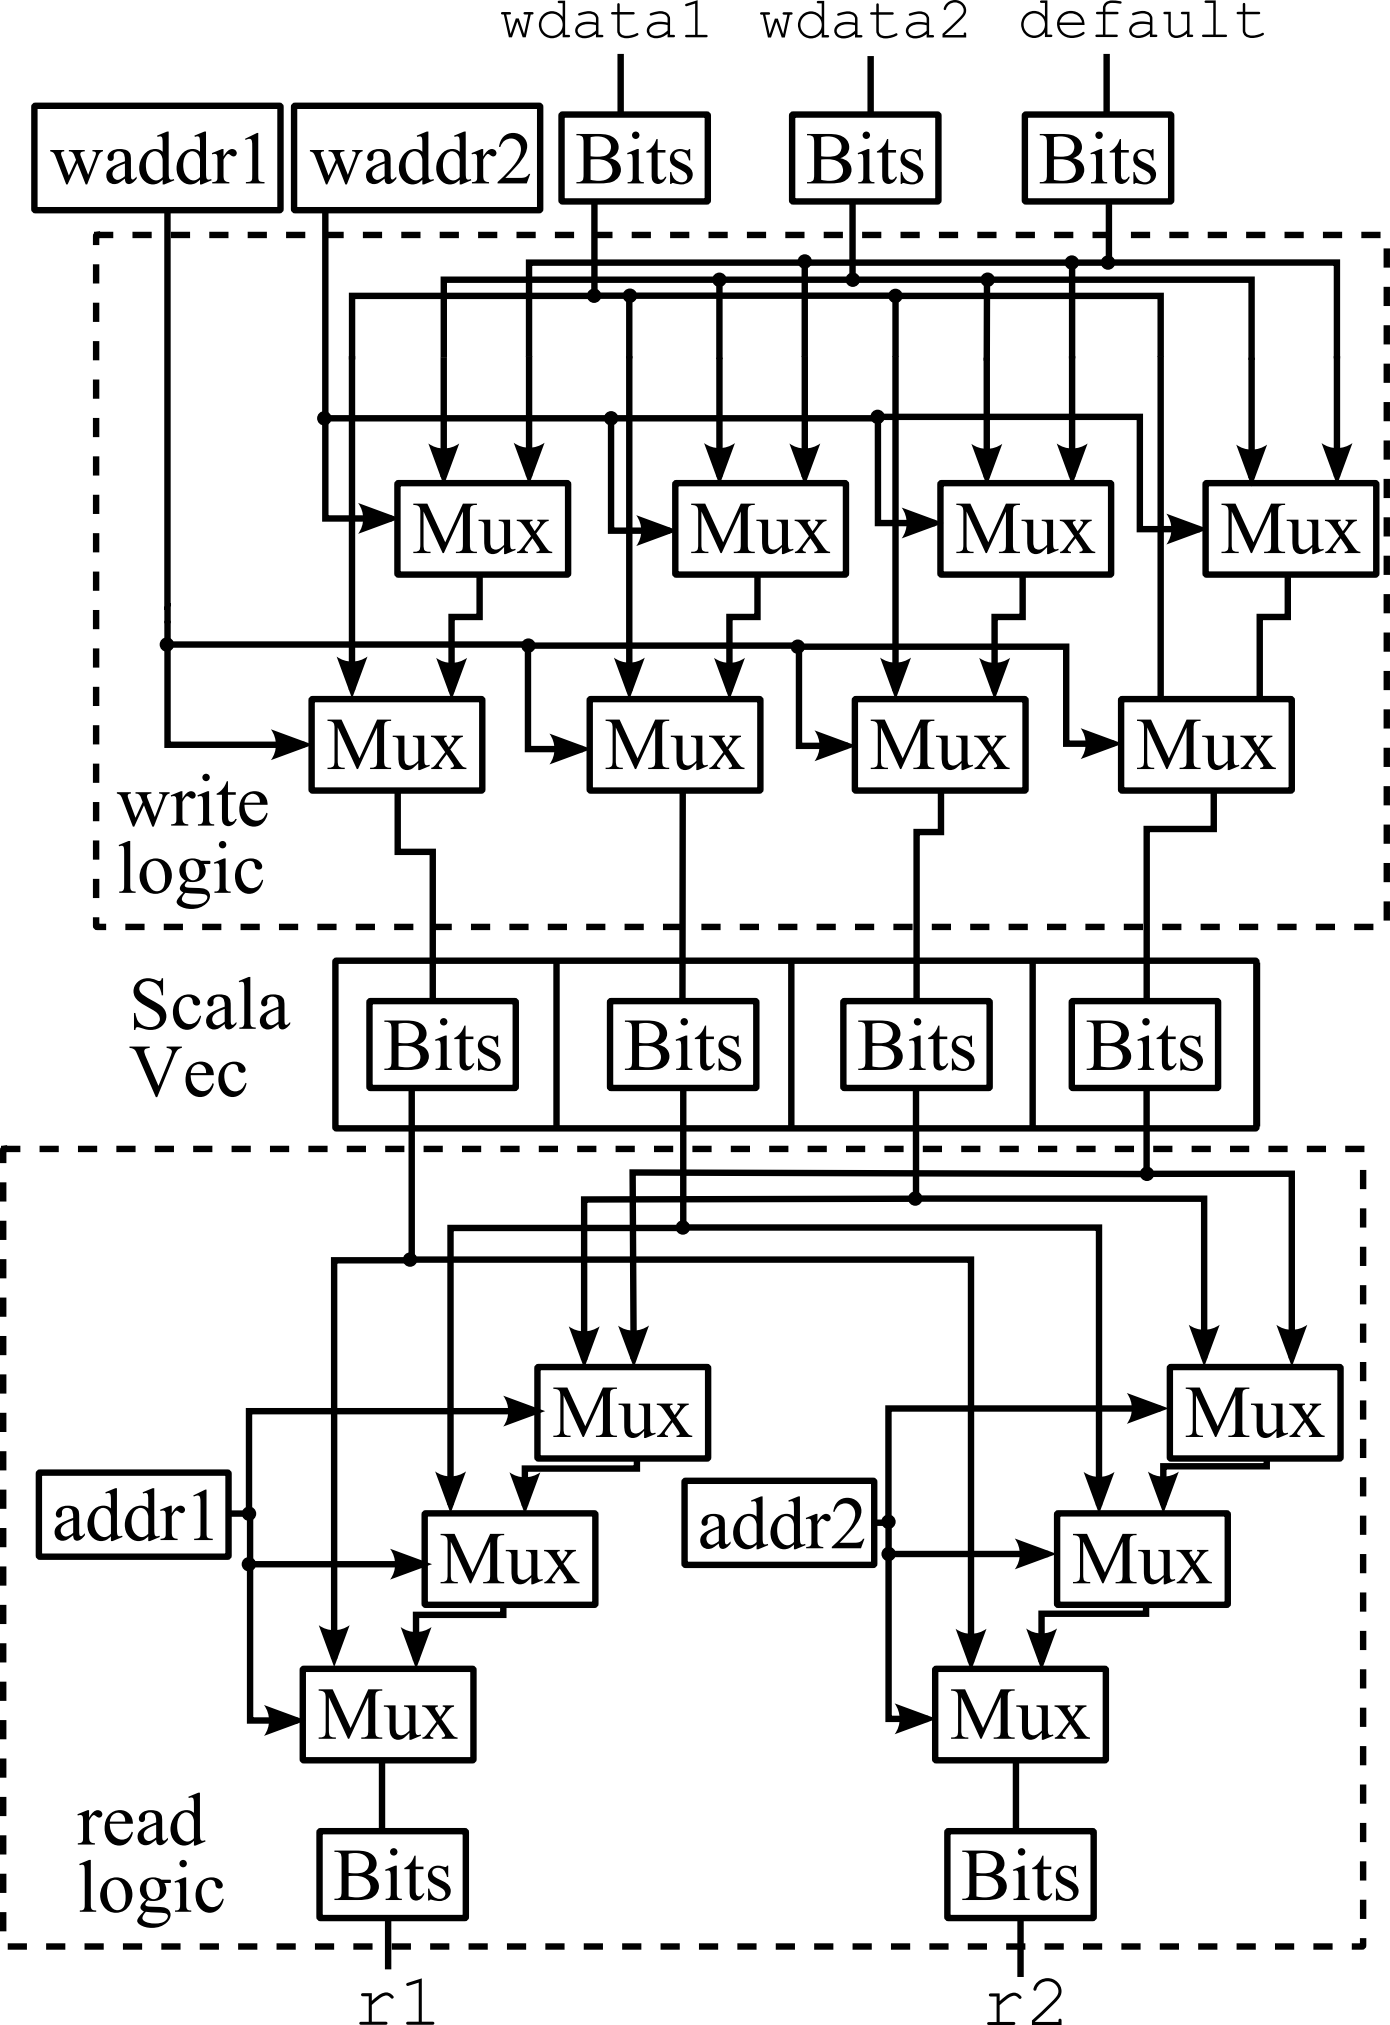 wdata1 wdata2 default
waddr1 waddr2 Bits Bits Bits
Mux Mux Mux Mux
Mux Mux Mux Mux
write
logic
Scala
Vec
Bits Bits Bits Bits
Mux Mux
addr1 addr2
Mux Mux
Mux Mux
read
logic
Bits Bits
r1 r2